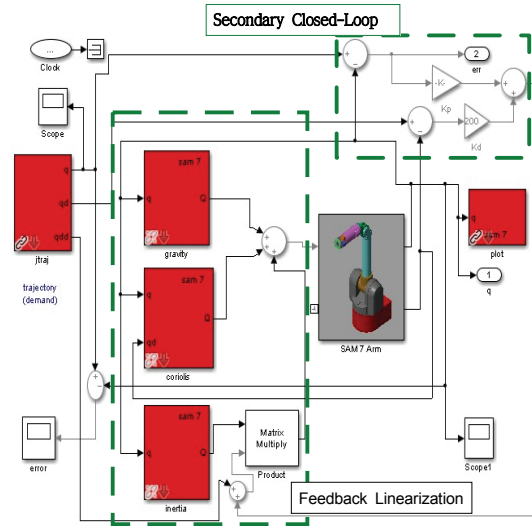 Secondary Closed-Loop
...
Clock
2
err
-K-
Scope
Kp
200
Kd
sam 7
q
Q
q
qd
qdd
gravity
jtraj
trajectory
(demand)
sam 7
q
Q
qd
coriolis
SAM 7 Arm
q
sam 7
plot
1
q
sam 7
q
Q
inertia
Matrix
Multiply
Product
error
Scope1
Feedback Linearization